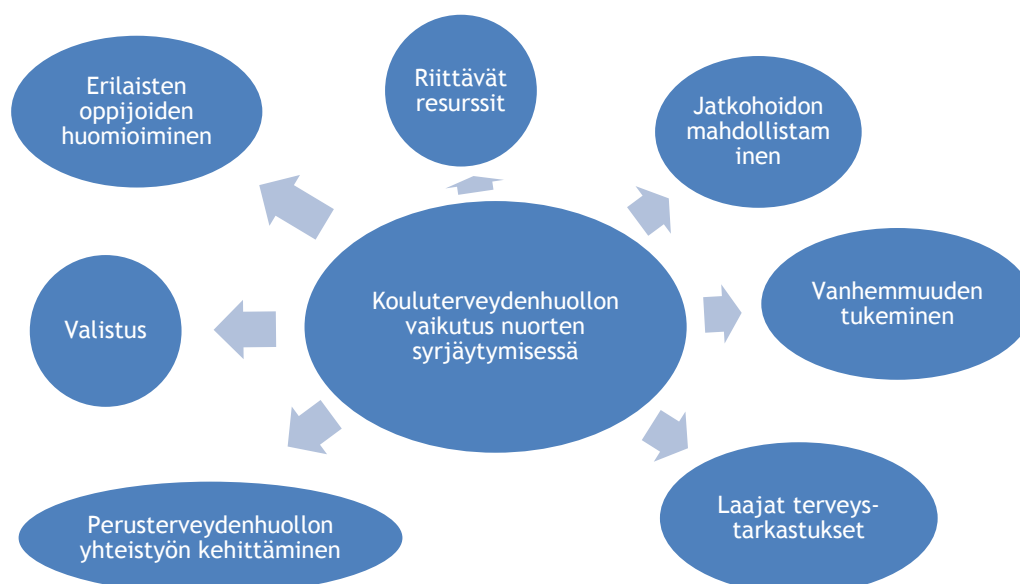 Erilaisten
oppijoiden
huomioiminen
Riittävät
resurssit
Jatkohoidon
mahdollistam
inen
Valistus
Kouluterveydenhuollon
vaikutus nuorten
syrjäytymisessä
Vanhemmuuden
tukeminen
Perusterveydenhuollon
yhteistyön kehittäminen
Laajat terveys-
tarkastukset